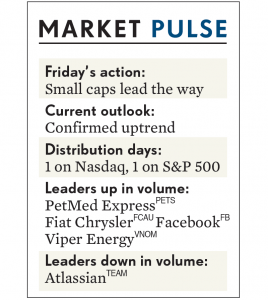 MARKET PULSE
Friday's action:
Small caps lead the way
Current outlook:
Confirmed uptrend
Distribution days:
1 on Nasdaq, 1 on S&P 500
Leaders up in volume:
PetMed Express PETS
Fiat Chrysler FCAU Facebook FB
Viper Energy VNOM
Leaders down in volume:
Atlassian TEAM